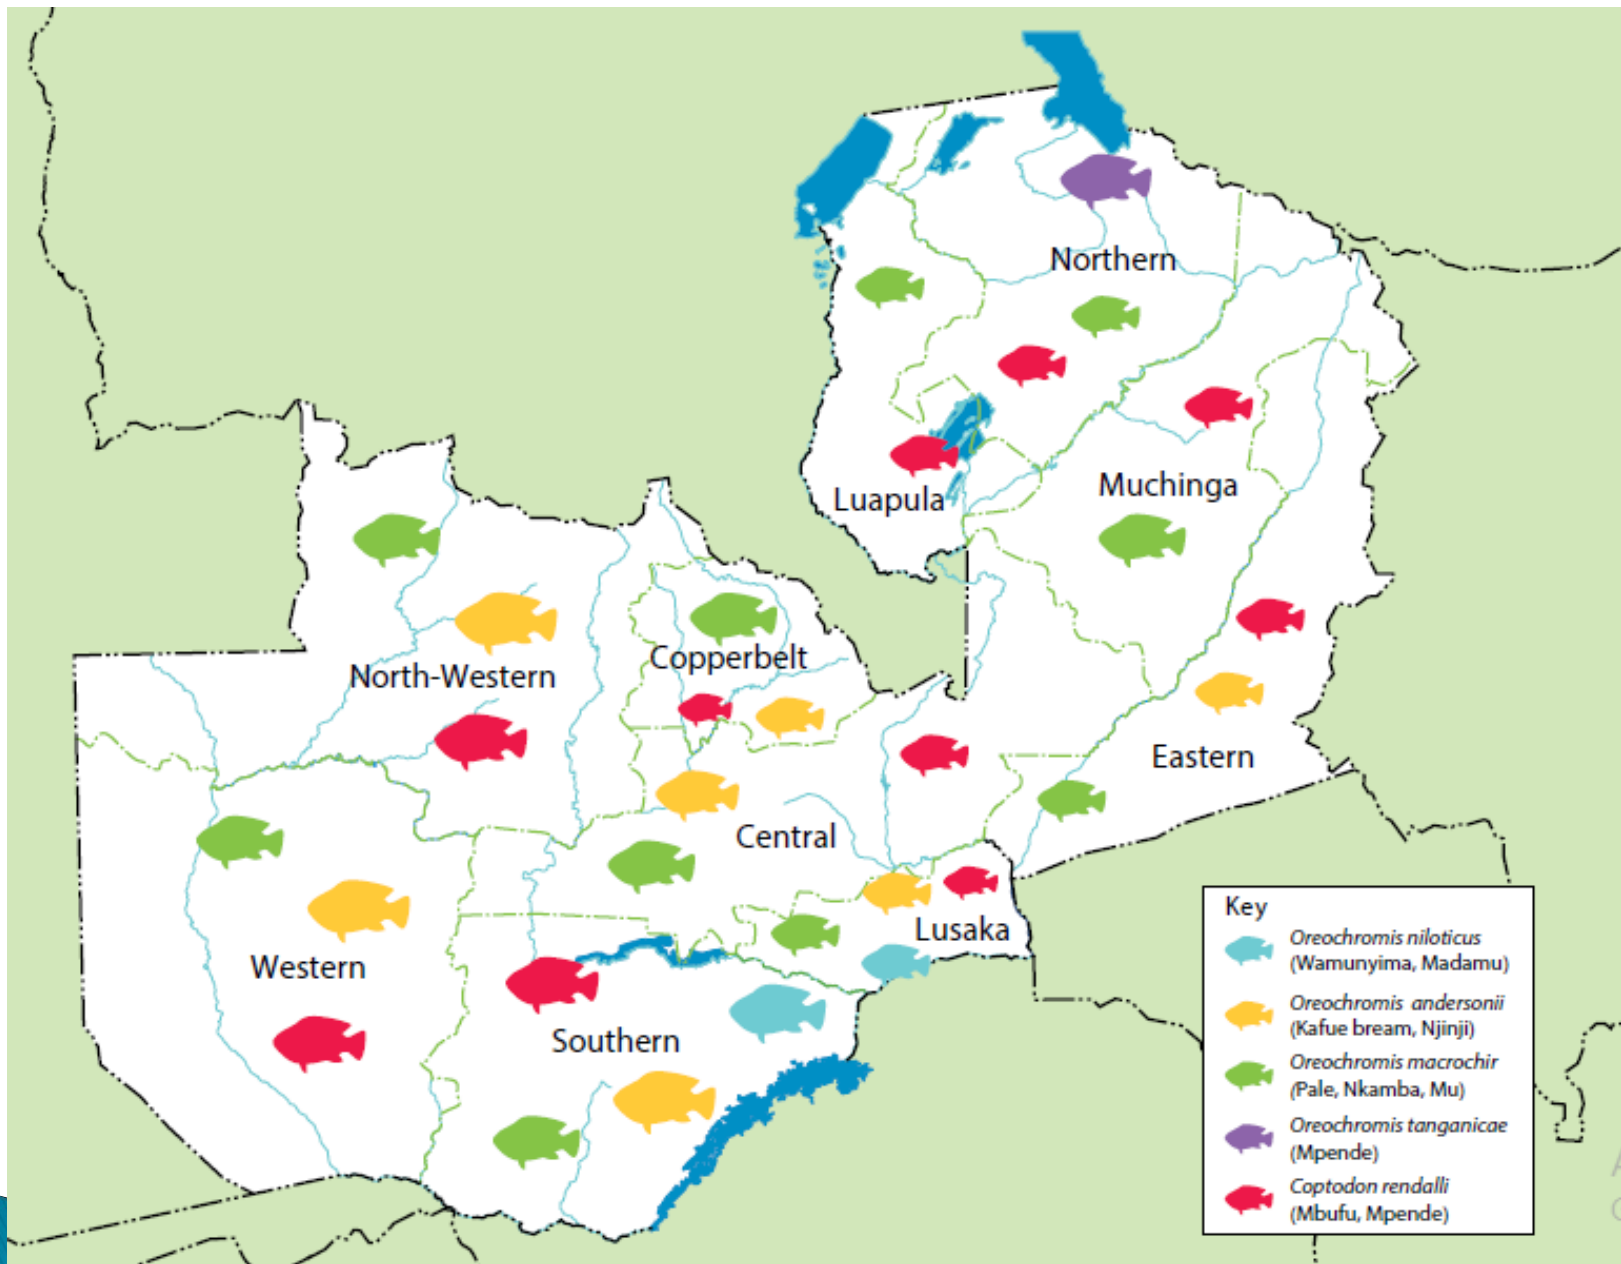 Northern
Luapula
Muchinga
Copperbelt
North-Western
Eastern
Central
Lusaka
Western
Southern
Key
Oreochromis niloticus
(Wamunyima, Madamu)
Oreochromis andersonii
(Kafue bream, Njinji)
Oreochromis macrochir
(Pale, Nkamba, Mu)
Oreochromis tanganicae
(Mpende)
Coptodon rendalli
(Mbufu, Mpende)